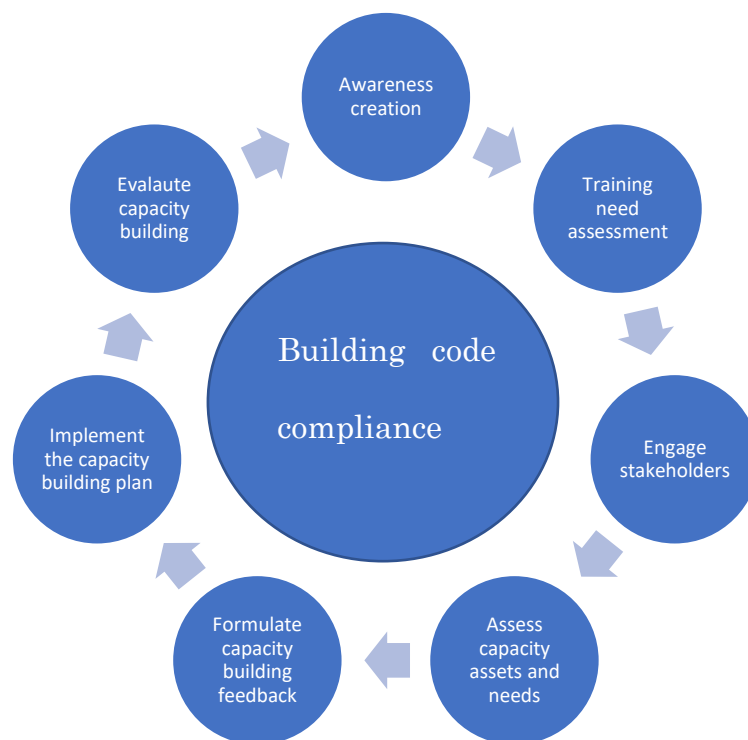 Awareness
creation
Training
need
assessment
Engage
stakeholders
Assess
capacity
assets and
needs
Formulate
capacity
building
feedback
Implement
the capacity
building plan
Evalaute
capacity
building
Building code
compliance